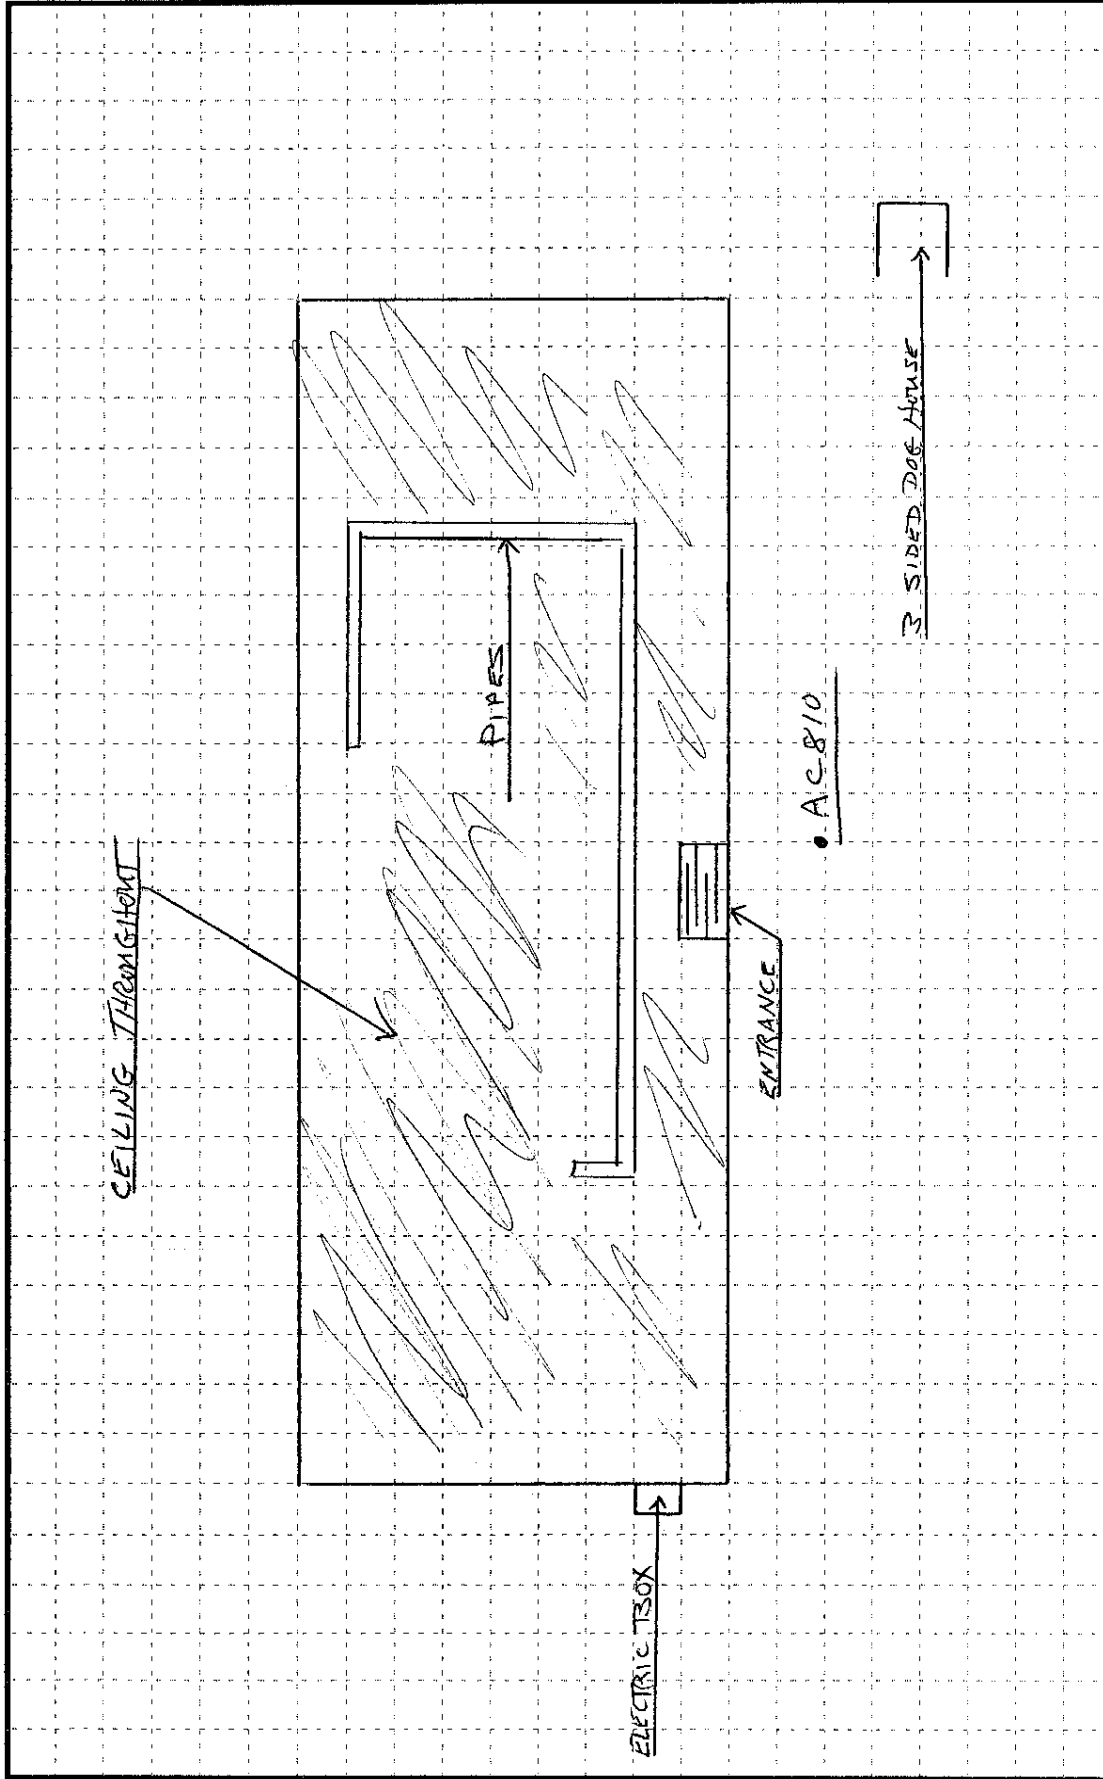 CEILING THROUGHOUT
PIPES
3 SIDED DOG HOUSE
• AC810
ENTRANCE
ELECTRIC BOX